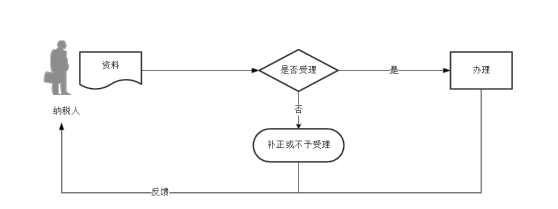 资料
是否受理
是
办理
纳税人
否
补正或不予受理
反馈